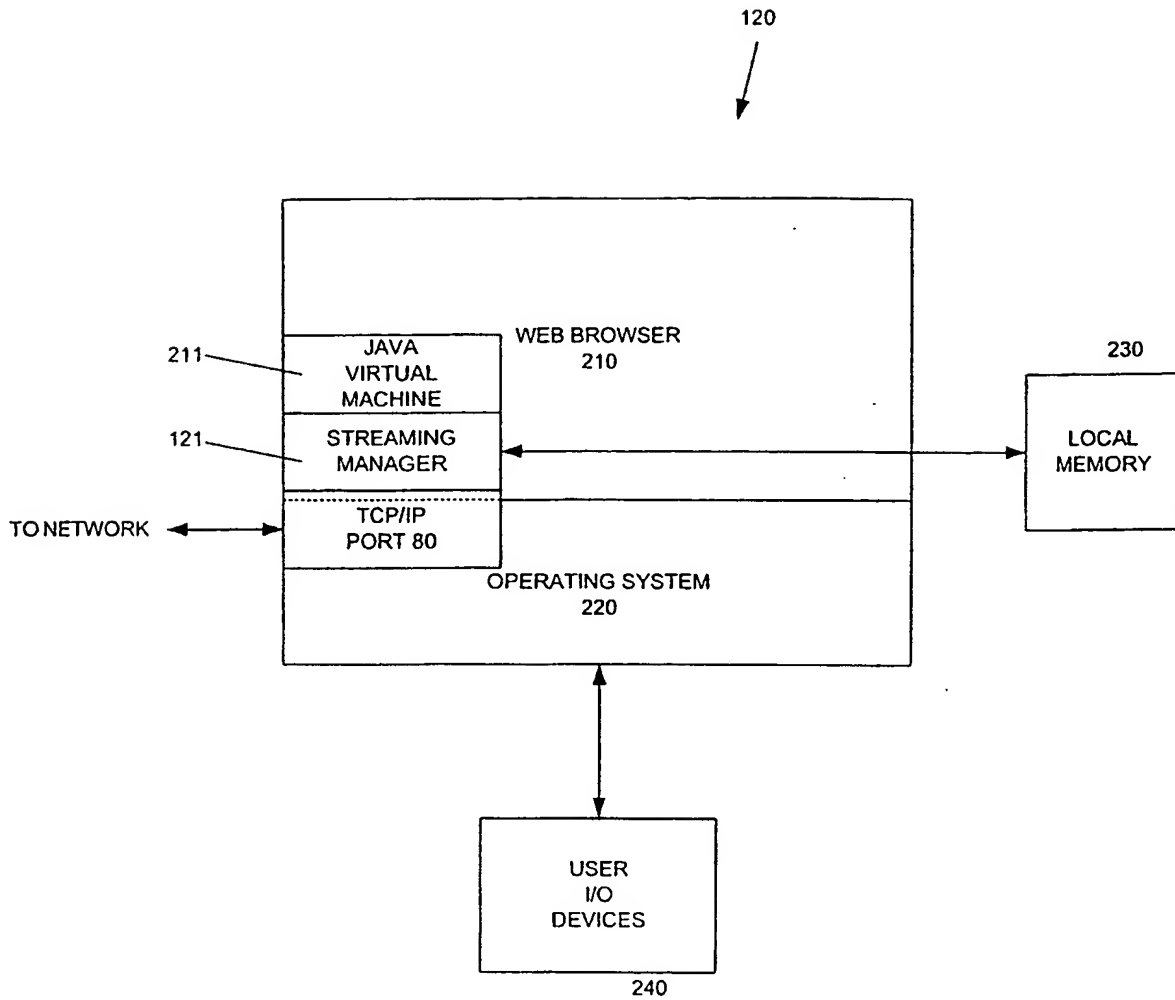 120
WEB BROWSER
210
211
JAVA
VIRTUAL
MACHINE
230
121
STREAMING
MANAGER
LOCAL
MEMORY
TO NETWORK
TCP/IP
PORT 80
OPERATING SYSTEM
220
USER
I/O
DEVICES
240